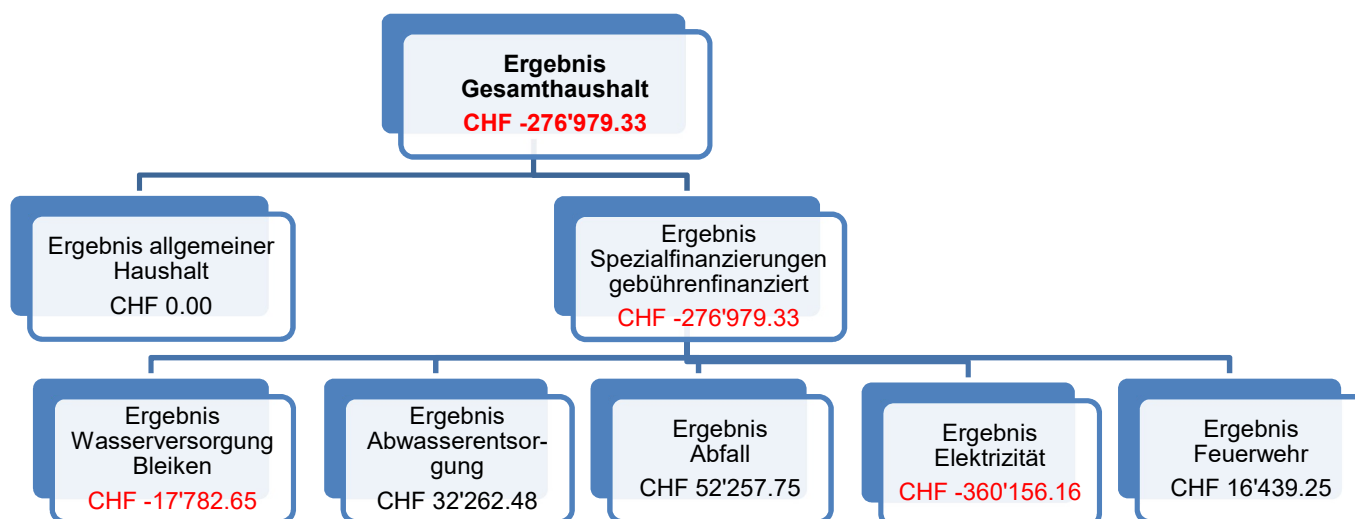 Ergebnis
Gesamthaushalt
CHF -276'979.33
Ergebnis allgemeiner
Haushalt
CHF 0.00
Ergebnis
Spezialfinanzierungen
gebührenfinanziert
CHF -276'979.33
Ergebnis
Wasserversorgung
Bleiken
CHF -17'782.65
Ergebnis
Abwasserentsor-
gung
CHF 32'262.48
Ergebnis
Abfall
CHF 52'257.75
Ergebnis
Elektrizität
CHF -360'156.16
Ergebnis
Feuerwehr
CHF 16'439.25